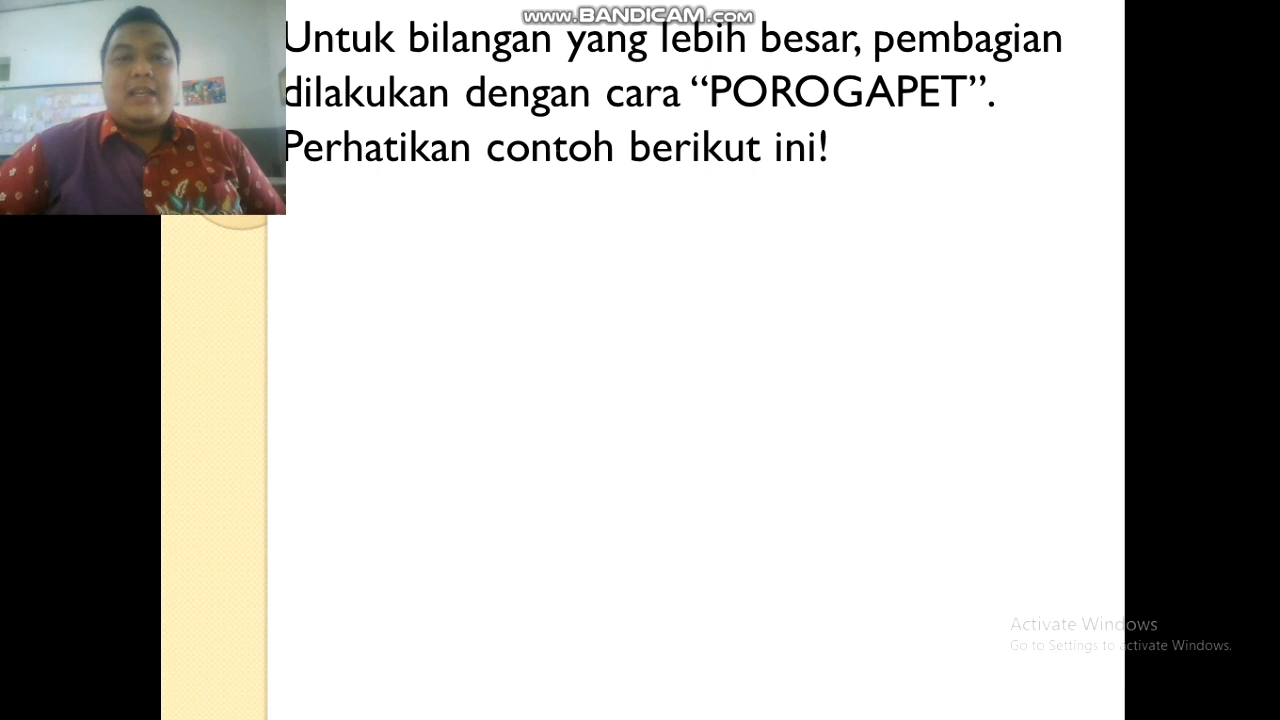 www.BANDICAM.com
Untuk bilangan yang lebih besar, pembagian
dilakukan dengan cara “POROGAPET”.
Perhatikan contoh berikut ini!
Activate Windows
Go to Settings to activate Windows.